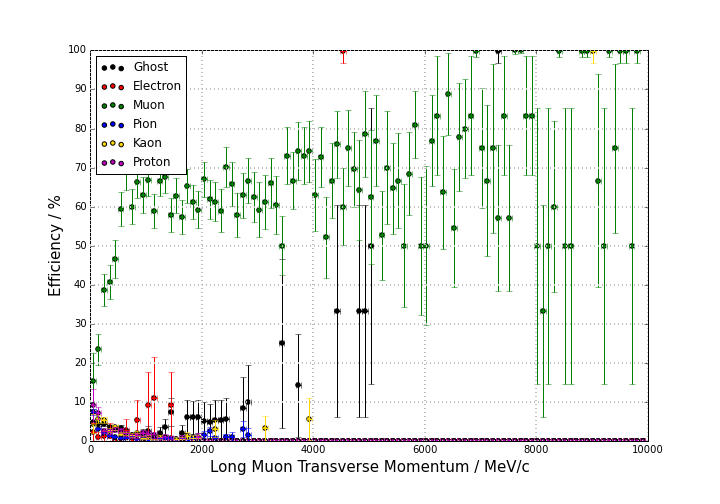 100
90
80
70
60
50
40
30
20
10
0
Efficiency / %
Ghost
Electron
Muon
Pion
Kaon
Proton
0 2000 4000 6000 8000 10000
Long Muon Transverse Momentum / MeV/c